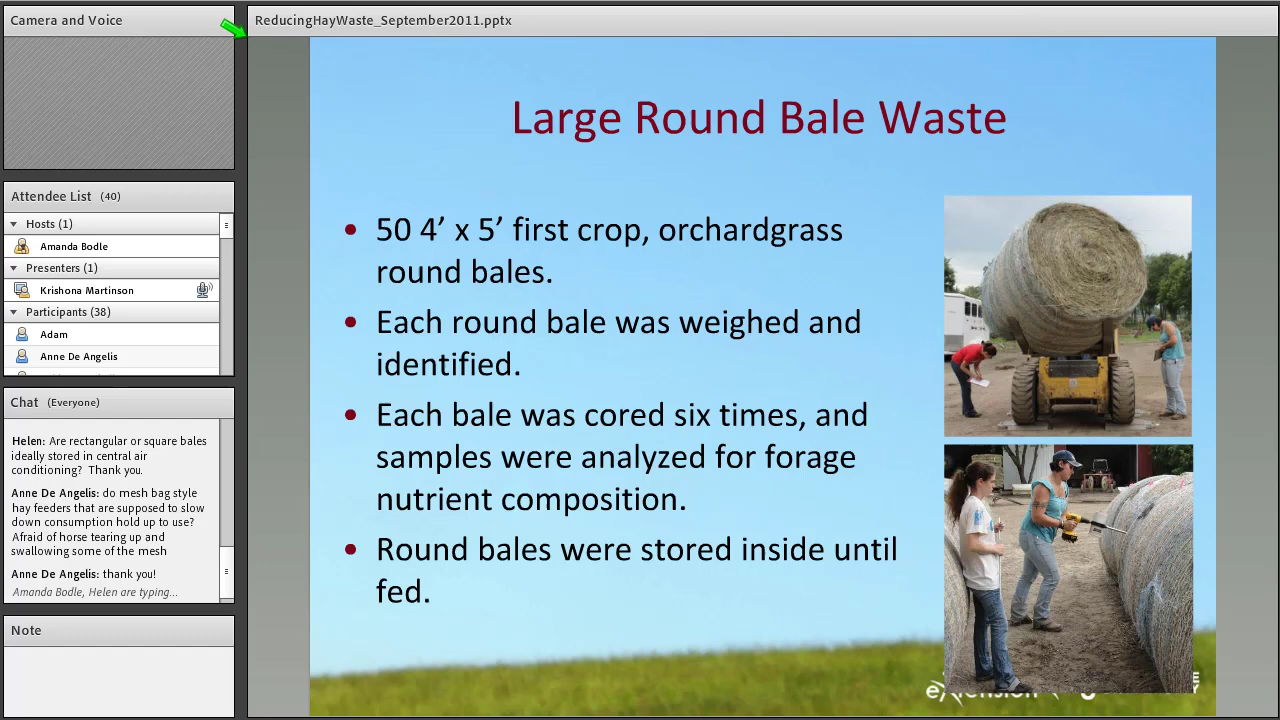 Camera and Voice
ReducingHayWaste_September2011.pptx
Attendee List (40)
Hosts (1)
Amanda Bodle
Presenters (1)
Krishona Martinson
Participants (38)
Adam
Anne De Angelis
Chat (Everyone)
Helen: Are rectangular or square bales
ideally stored in central air
conditioning? Thank you.
Anne De Angelis: do mesh bag style
hay feeders that are supposed to slow
down consumption hold up to use?
Afraid of horse tearing up and
swallowing some of the mesh
Anne De Angelis: thank you!
Amanda Bodle, Helen are typing...
Note
Large Round Bale Waste
• 50 4’ x 5’ first crop, orchardgrass
round bales.
• Each round bale was weighed and
identified.
• Each bale was cored six times, and
samples were analyzed for forage
nutrient composition.
• Round bales were stored inside until
fed.
eXtension